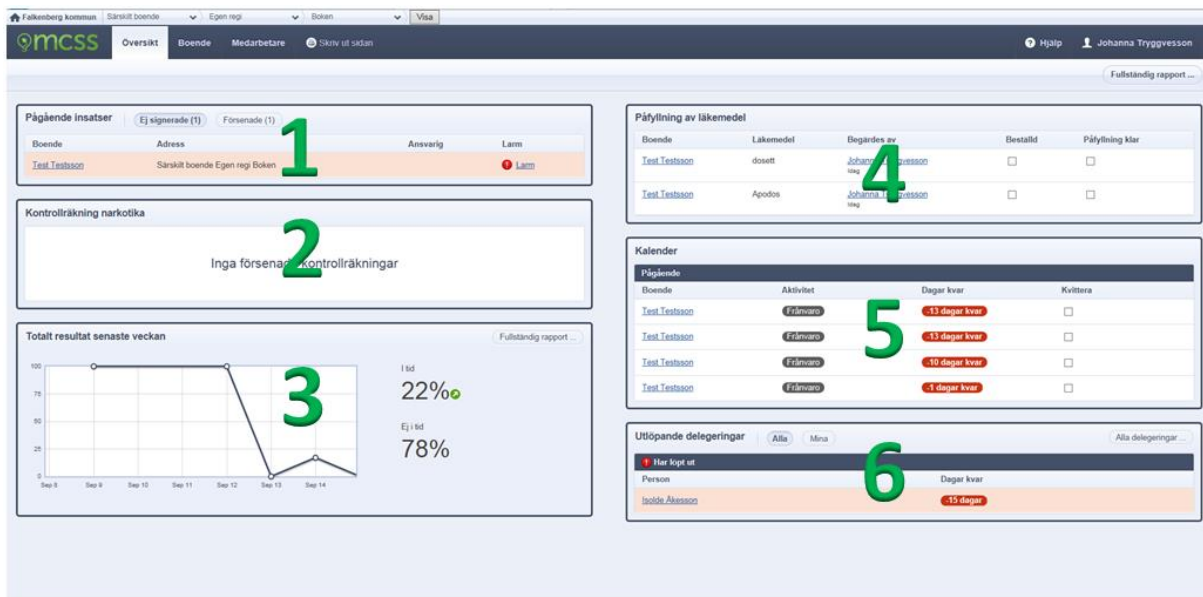 Falkenberg kommun Särskilt boende Egen regi Boken Visa
mcss Översikt Boende Medarbetare Skriv ut sidan Hjälp Johanna Tryggvesson
Fullständig rapport ...
Pågående insatser Ej signerade (1) Försenade (1)
Boende Adress Ansvarig Larm
Test Testsson Särskilt boende Egen regi Boken Larm
1
Kontrollräkning narkotika
Inga försenade kontrollräkningar
2
Totalt resultat senaste veckan Fullständig rapport ...
100
75
50
25
0
Sep 8 Sep 9 Sep 10 Sep 11 Sep 12 Sep 13 Sep 14
I tid
22%
Ej i tid
78%
3
Påfyllning av läkemedel
Boende Läkemedel Begärdes av Beställd Påfyllning klar
Test Testsson dosett Johanna Tryggvesson
Idag
Test Testsson Apodos Johanna Tryggvesson
Idag
4
Kalender
Pågående
Boende Aktivitet Dagar kvar Kvittera
Test Testsson Frånvaro -13 dagar kvar
Test Testsson Frånvaro -13 dagar kvar
Test Testsson Frånvaro -10 dagar kvar
Test Testsson Frånvaro -1 dagar kvar
5
Utlöpande delegeringar Alla Mina Alla delegeringar ...
Har löpt ut
Person Dagar kvar
Isolde Åkesson -15 dagar
6